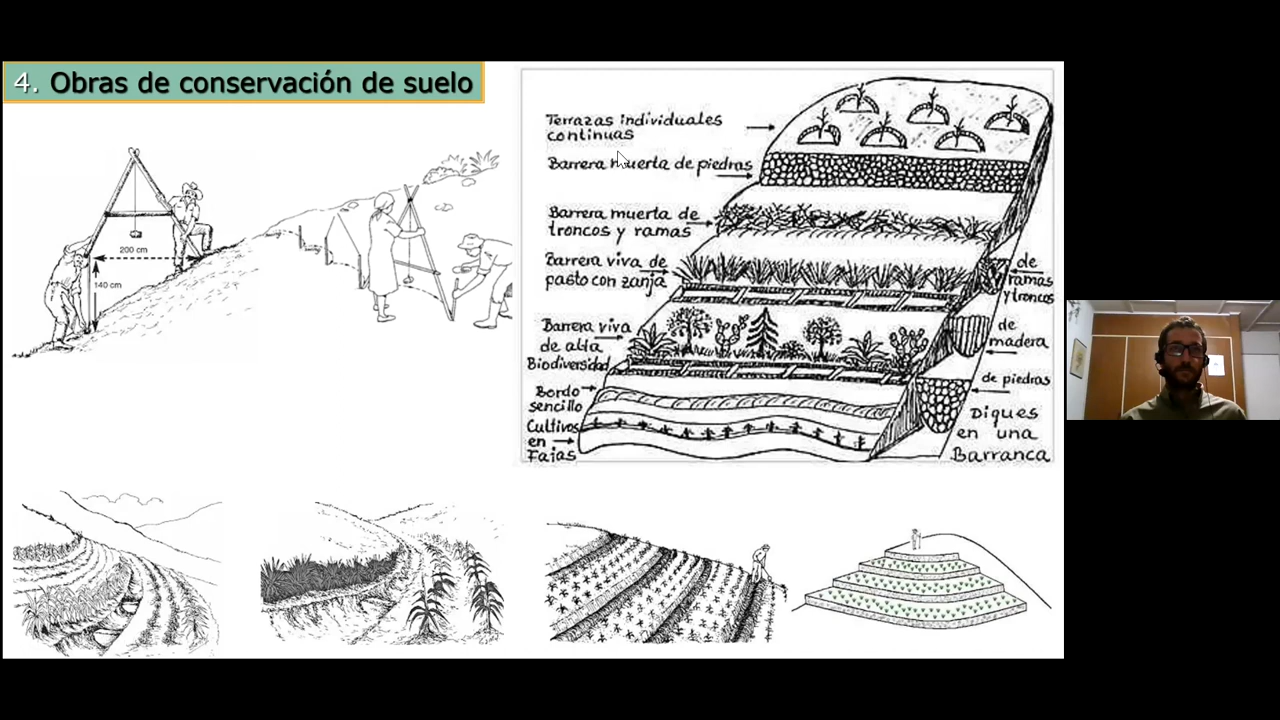 4. Obras de conservación de suelo
200 cm
140 cm
Terrazas individuales
continuas
Barrera muerta de piedras
Barrera muerta de
troncos y ramas
Barrera viva de
pasto con zanja
Barrera viva
de alta
Biodiversidad
Bordo
sencillo
Cultivos
en
Fajas
de
ramas
y troncos
de
madera
de piedras
Diques
en una
Barranca